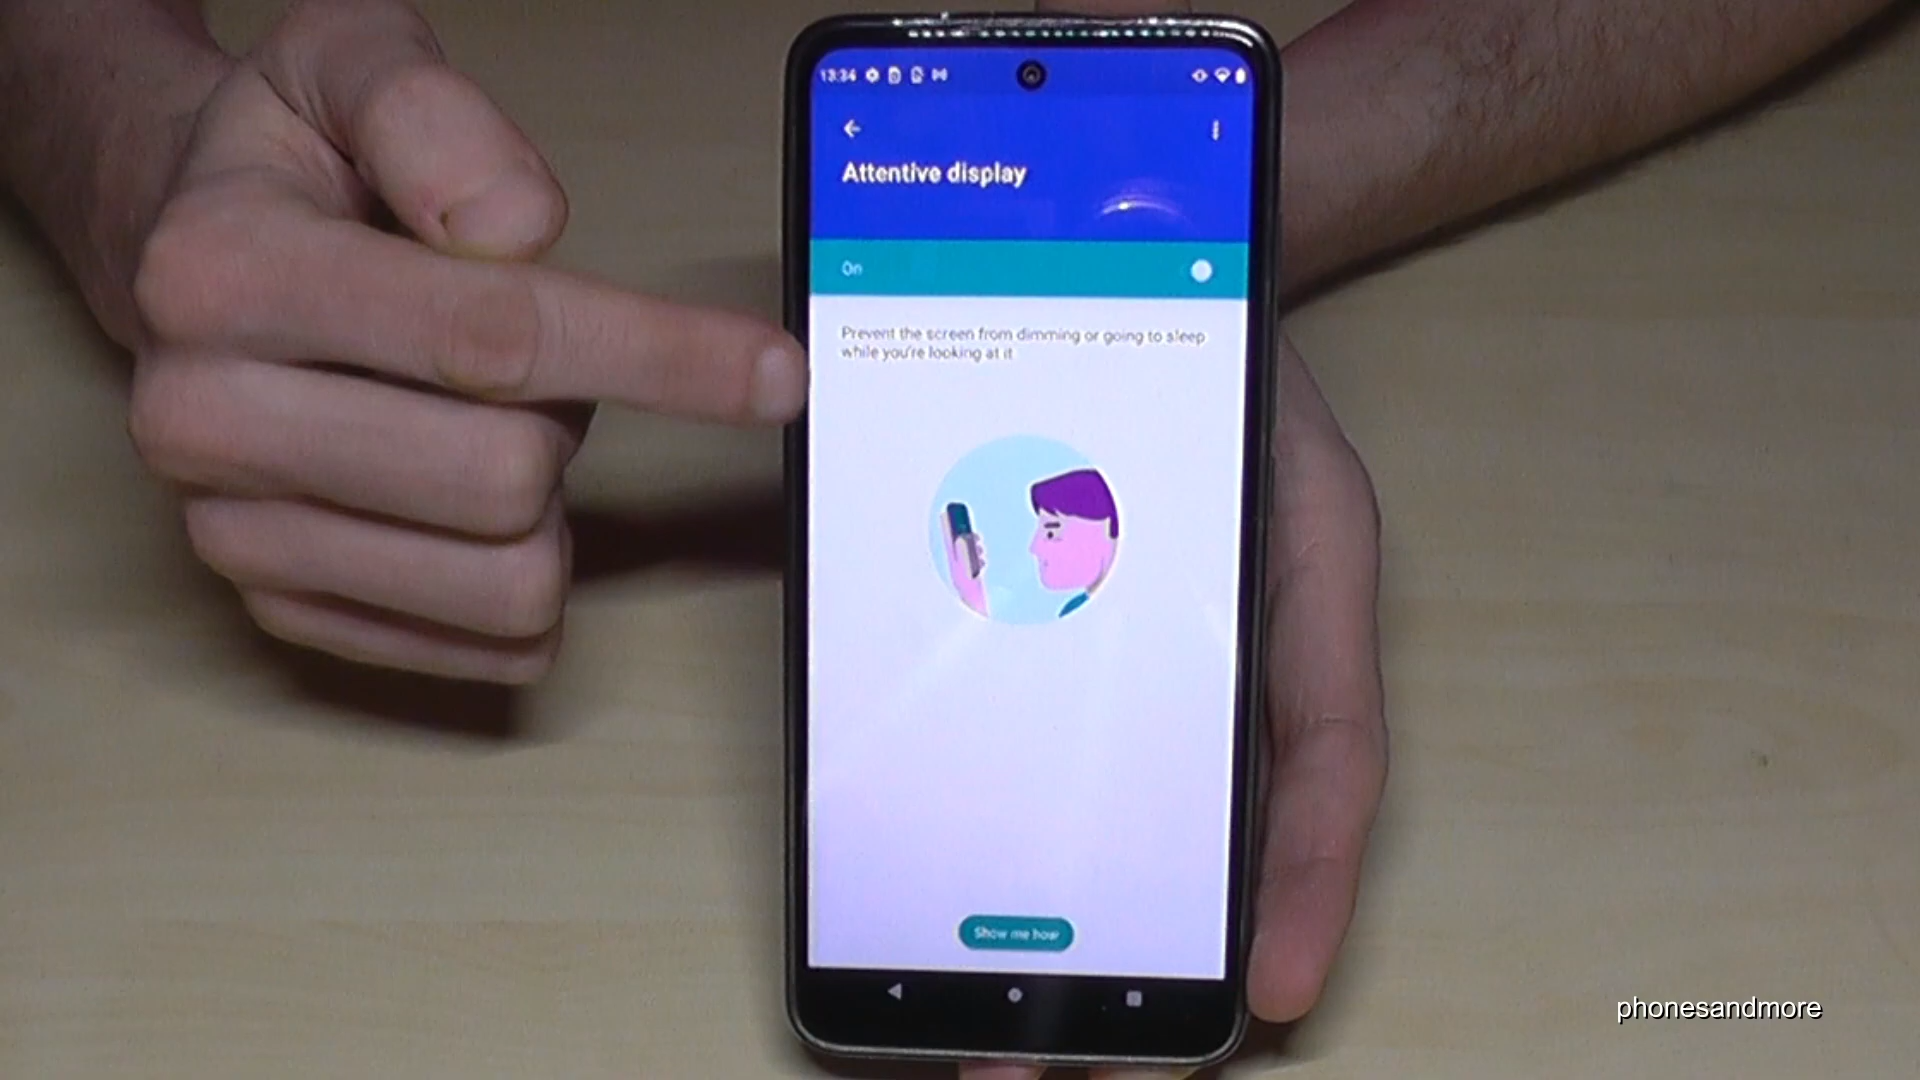 13:34
Attentive display
On
Prevent the screen from dimming or going to sleep
while you're looking at it
Show me how
phonesandmore